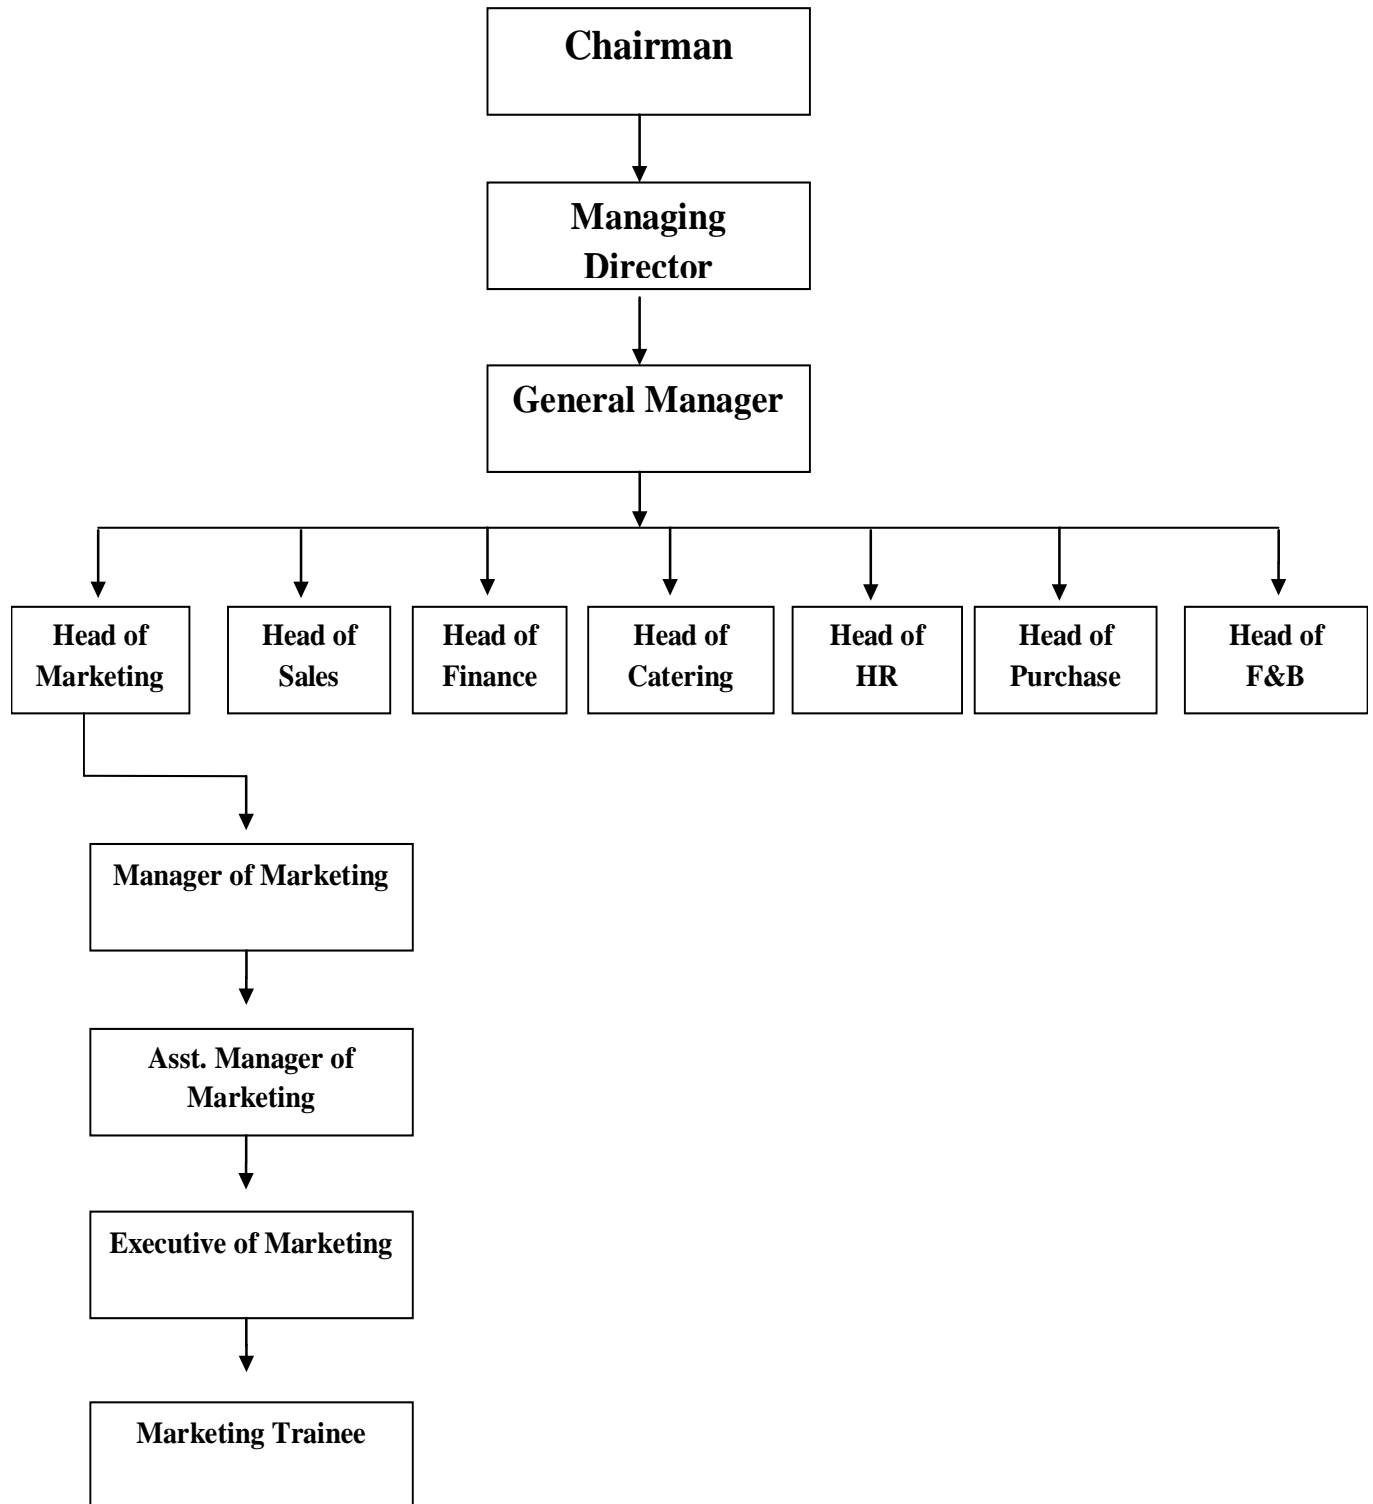 Chairman
Managing
Director
General Manager
Head of
Marketing
Head of
Sales
Head of
Finance
Head of
Catering
Head of
HR
Head of
Purchase
Head of
F&B
Manager of Marketing
Asst. Manager of
Marketing
Executive of Marketing
Marketing Trainee